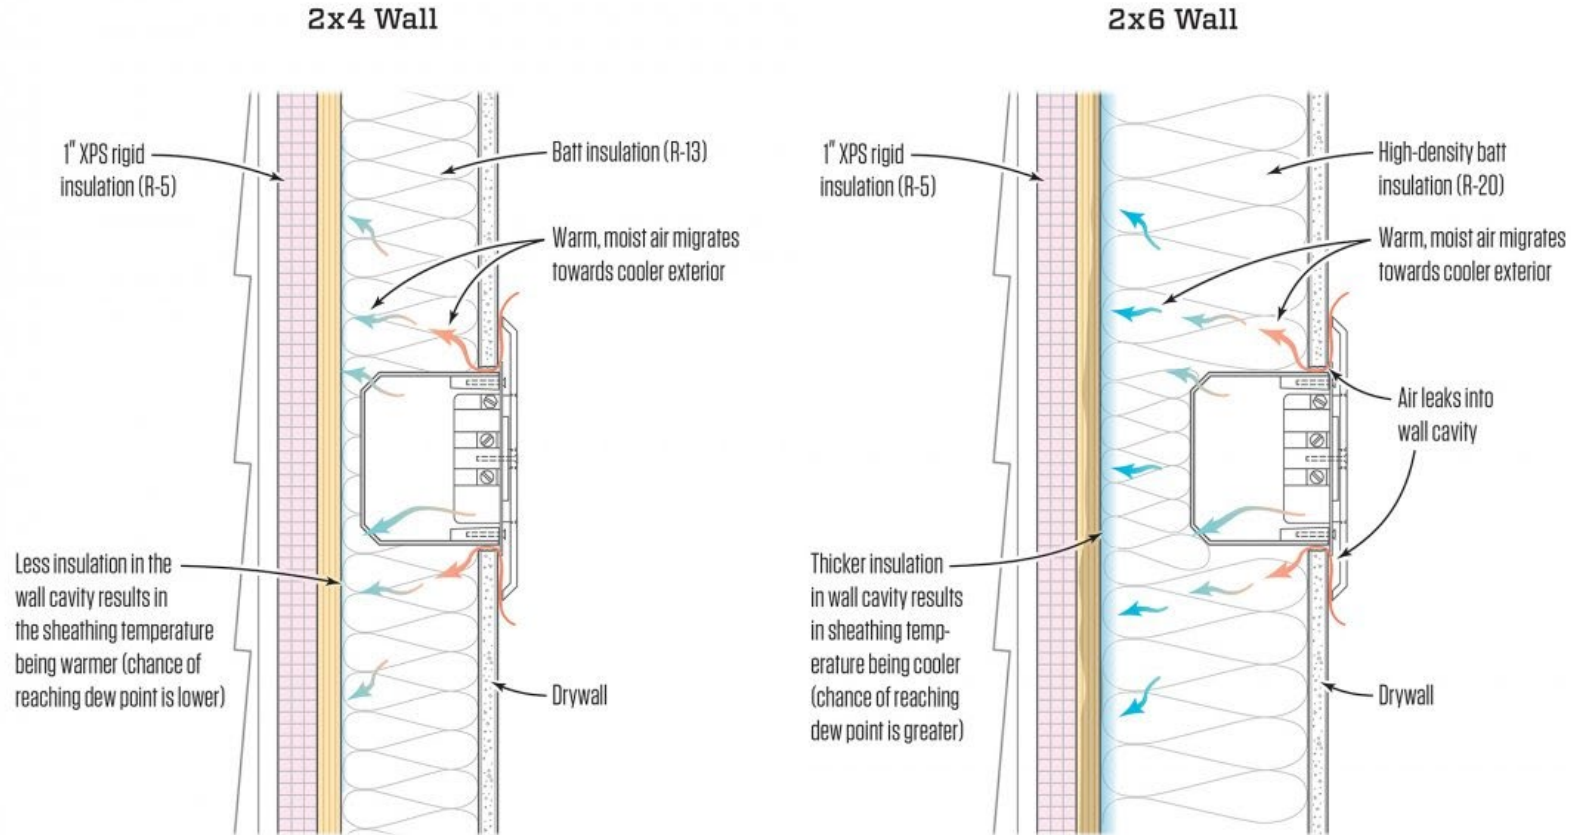 2x4 Wall
1" XPS rigid
insulation (R-5)
Batt insulation (R-13)
Warm, moist air migrates
towards cooler exterior
Less insulation in the
wall cavity results in
the sheathing temperature
being warmer (chance of
reaching dew point is lower)
Drywall
2x6 Wall
1" XPS rigid
insulation (R-5)
High-density batt
insulation (R-20)
Warm, moist air migrates
towards cooler exterior
Air leaks into
wall cavity
Thicker insulation
in wall cavity results
in sheathing temp-
erature being cooler
(chance of reaching
dew point is greater)
Drywall